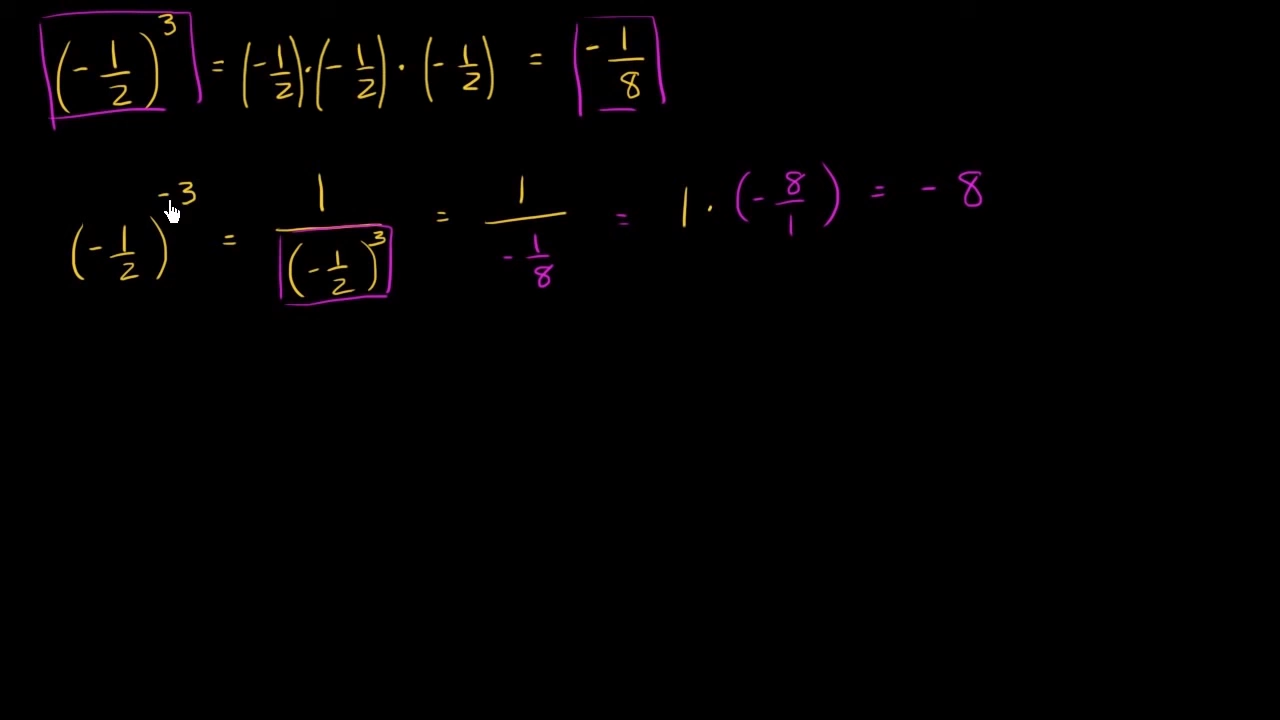 (-1/2)^3 = (-1/2)·(-1/2)·(-1/2) = -1/8
(-1/2)^-3 = 1/(-1/2)^3 = 1/(-1/8) = 1·(-8/1) = -8